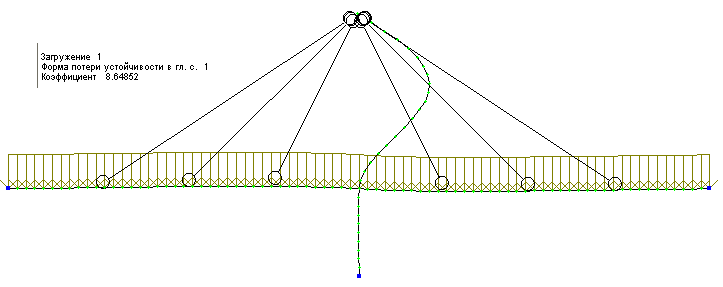 Загружение 1
Форма потери устойчивости в гл. с. 1
Коэффициент 8.64852